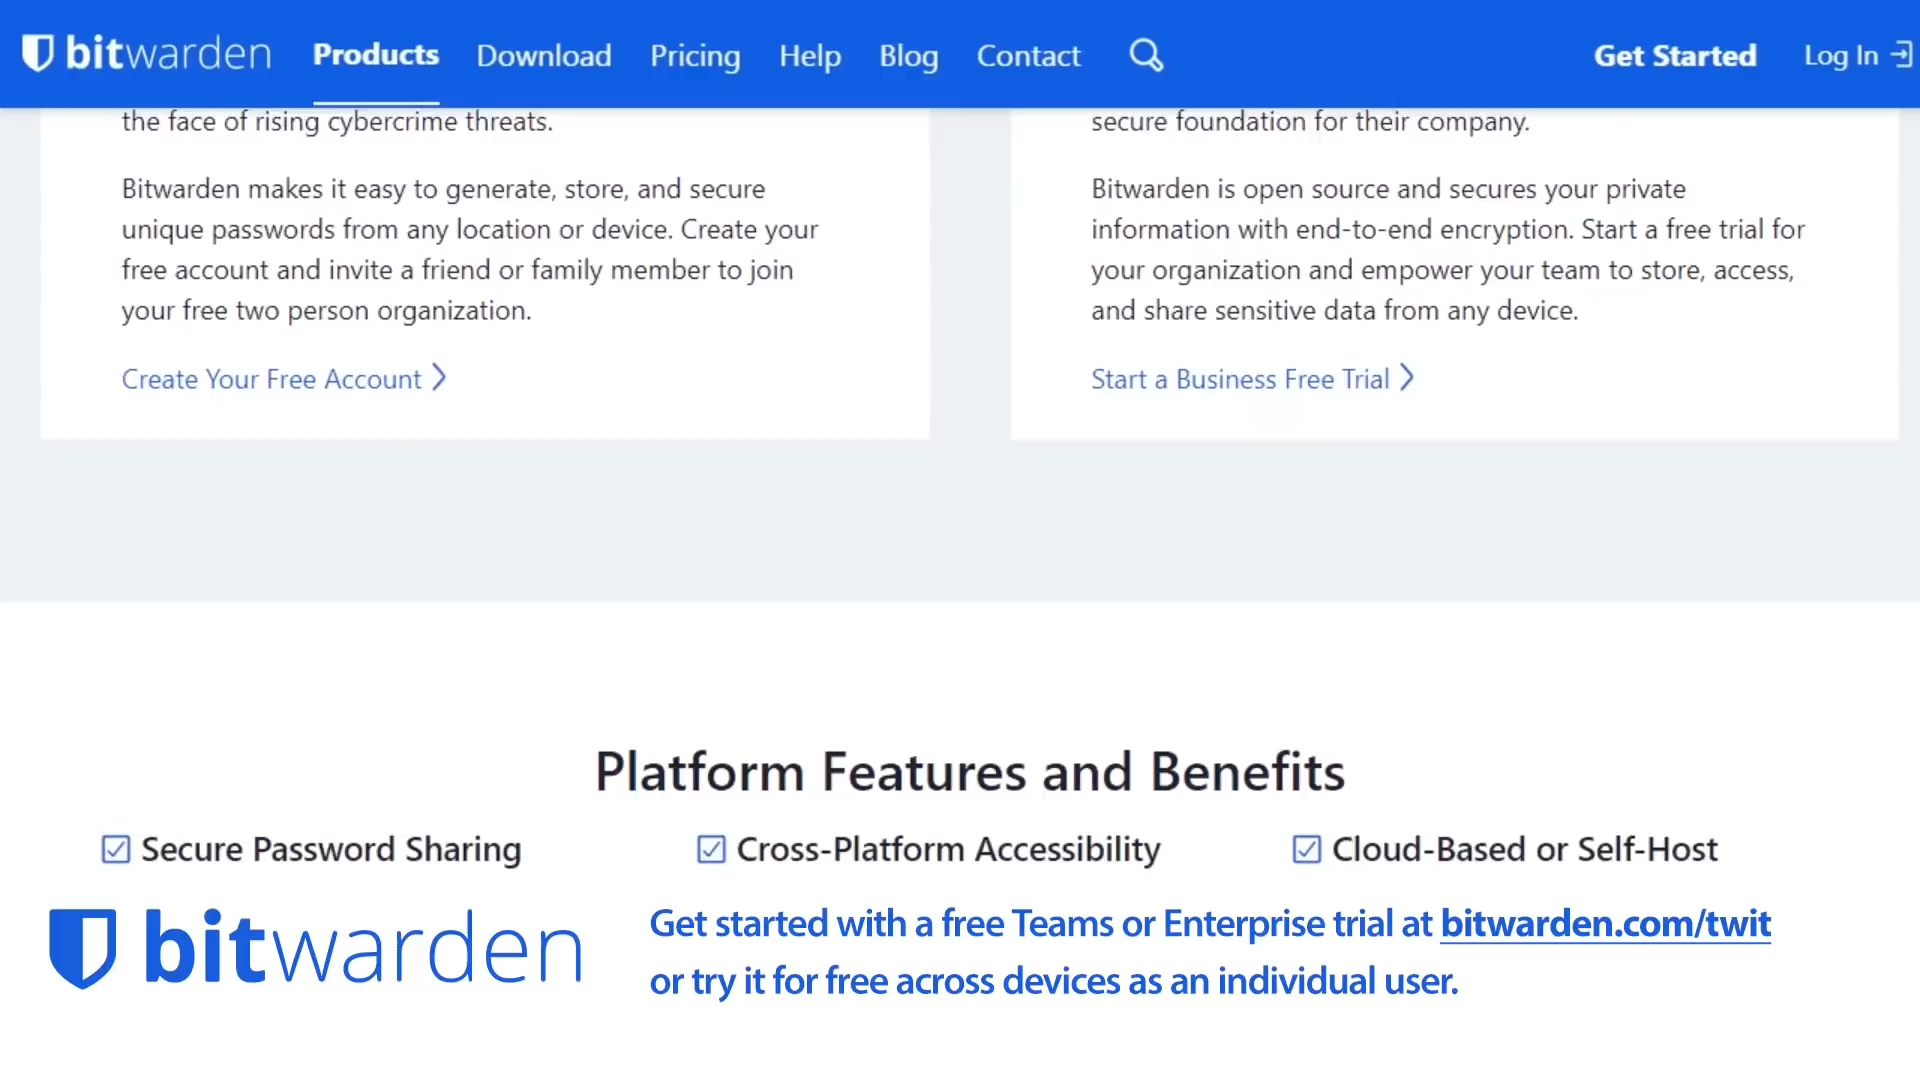 bitwarden Products Download Pricing Help Blog Contact Get Started Log In
the face of rising cybercrime threats.
Bitwarden makes it easy to generate, store, and secure
unique passwords from any location or device. Create your
free account and invite a friend or family member to join
your free two person organization.
Create Your Free Account
secure foundation for their company.
Bitwarden is open source and secures your private
information with end-to-end encryption. Start a free trial for
your organization and empower your team to store, access,
and share sensitive data from any device.
Start a Business Free Trial
Platform Features and Benefits
Secure Password Sharing Cross-Platform Accessibility Cloud-Based or Self-Host
bitwarden
Get started with a free Teams or Enterprise trial at bitwarden.com/twit
or try it for free across devices as an individual user.